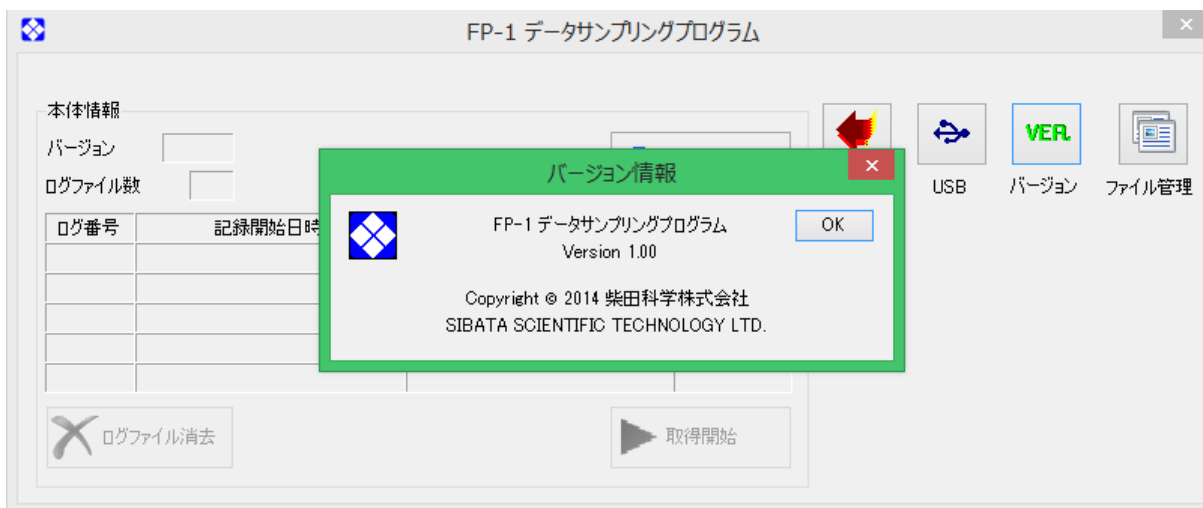 FP-1 データサンプリングプログラム
本体情報
バージョン
ログファイル数
ログ番号 記録開始日時
ログファイル消去
取得開始
VER.
USB バージョン ファイル管理
バージョン情報
FP-1 データサンプリングプログラム
Version 1.00
OK
Copyright © 2014 柴田科学株式会社
SIBATA SCIENTIFIC TECHNOLOGY LTD.